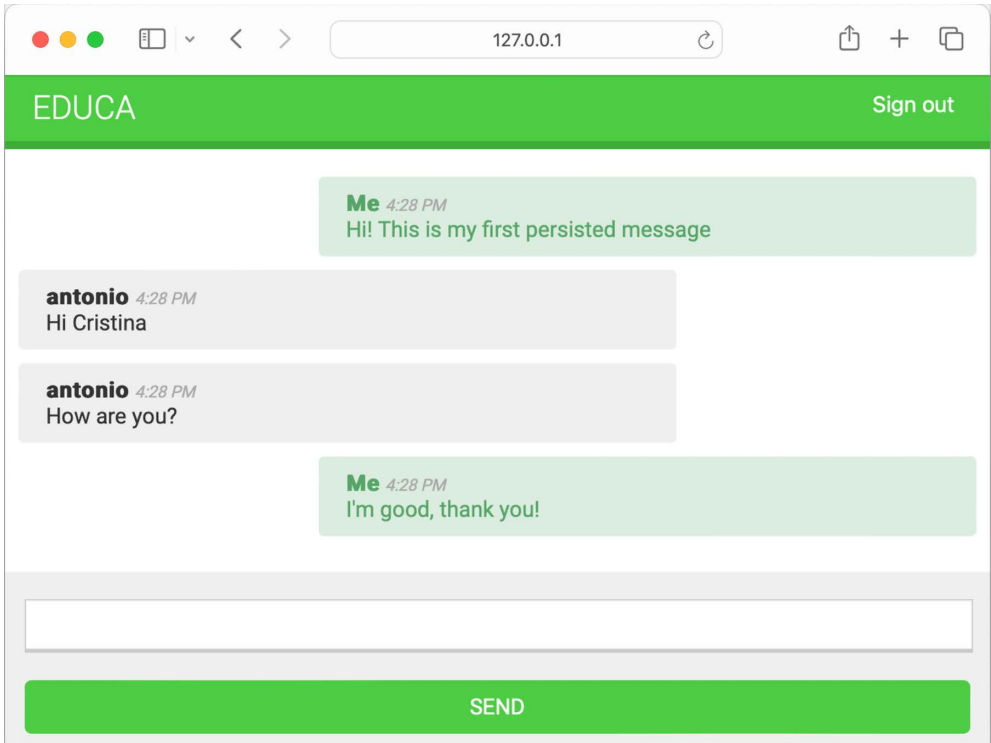 127.0.0.1
EDUCA
Sign out
Me 4:28 PM
Hi! This is my first persisted message
antonio 4:28 PM
Hi Cristina
antonio 4:28 PM
How are you?
Me 4:28 PM
I'm good, thank you!
SEND